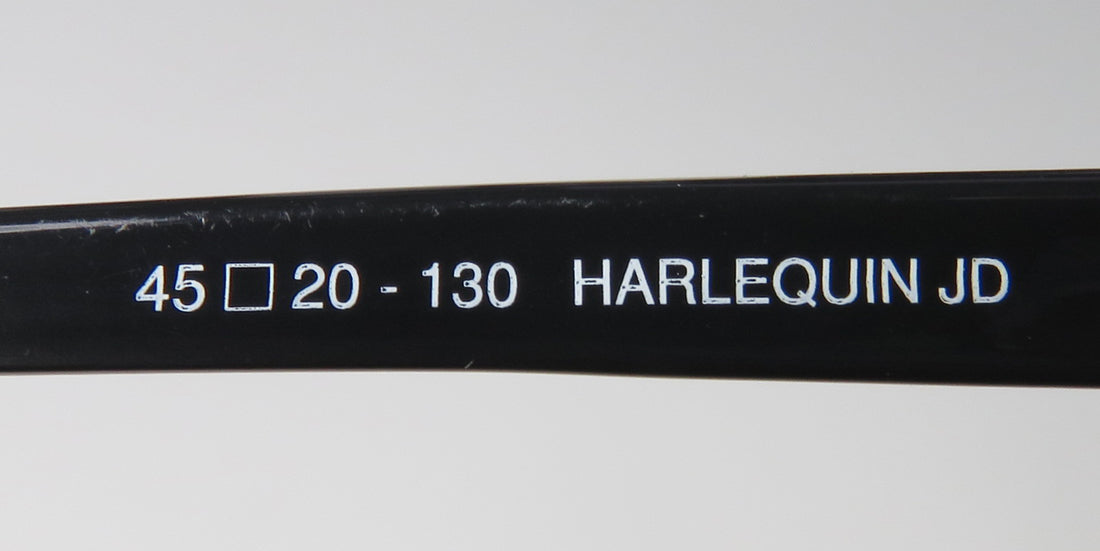 45 □ 20 - 130 HARLEQUIN JD